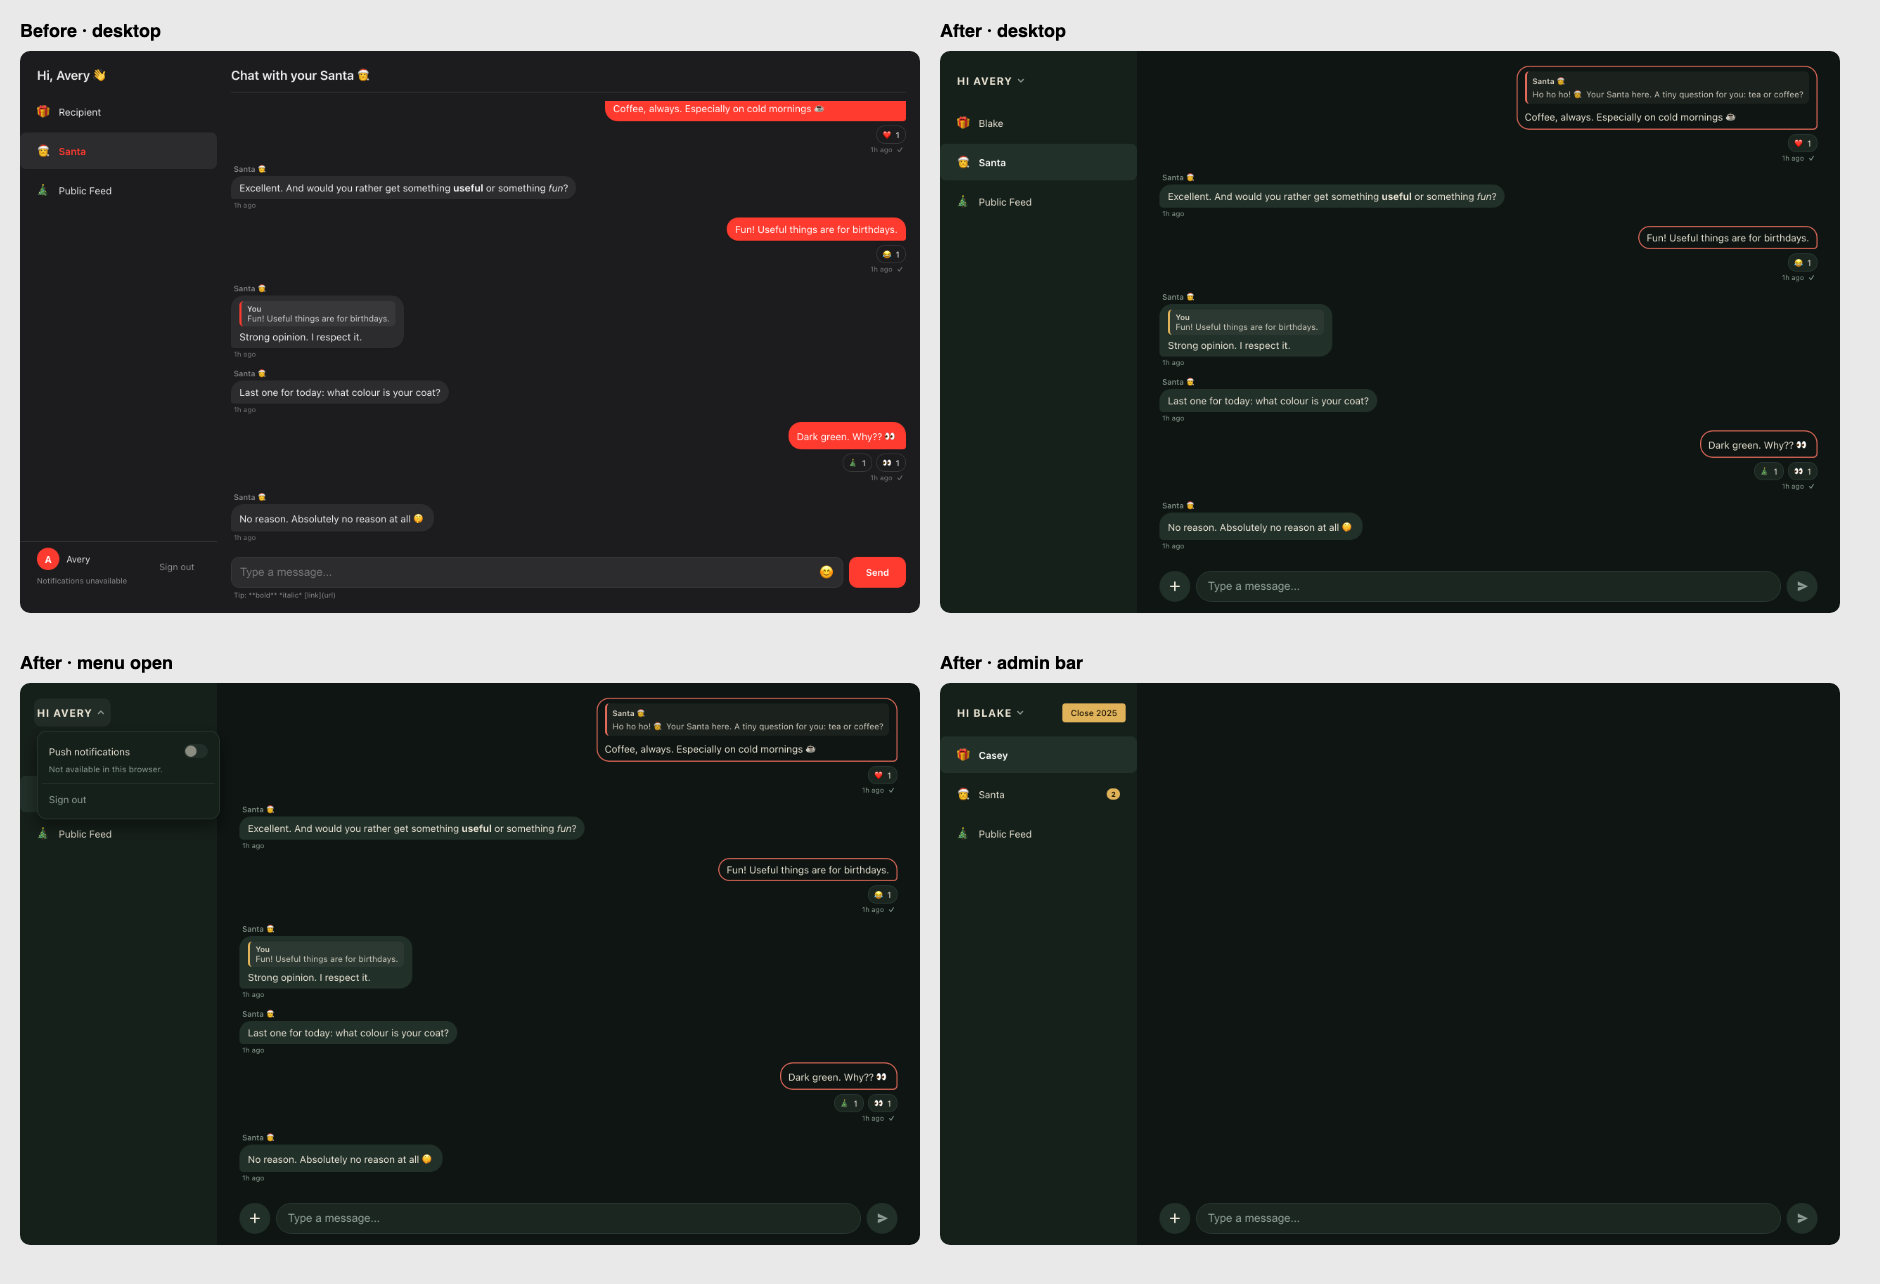 Before · desktop
Hi, Avery 👋
Recipient
Santa
Public Feed
A
Avery
Notifications unavailable
Sign out
Chat with your Santa 🎅
Coffee, always. Especially on cold mornings ☕
❤️ 1
1h ago ✓
Santa 🎅
Excellent. And would you rather get something useful or something fun?
1h ago
Fun! Useful things are for birthdays.
😂 1
1h ago ✓
Santa 🎅
You
Fun! Useful things are for birthdays.
Strong opinion. I respect it.
1h ago
Santa 🎅
Last one for today: what colour is your coat?
1h ago
Dark green. Why?? 👀
🎄 1 👀 1
1h ago ✓
Santa 🎅
No reason. Absolutely no reason at all 🤫
1h ago
Type a message...
Send
Tip: **bold** *italic* [link](url)
After · desktop
HI AVERY
Blake
Santa
Public Feed
Santa 🎅
Ho ho ho! 🎅 Your Santa here. A tiny question for you: tea or coffee?
Coffee, always. Especially on cold mornings ☕
❤️ 1
1h ago ✓
Santa 🎅
Excellent. And would you rather get something useful or something fun?
1h ago
Fun! Useful things are for birthdays.
😂 1
1h ago ✓
Santa 🎅
You
Fun! Useful things are for birthdays.
Strong opinion. I respect it.
1h ago
Santa 🎅
Last one for today: what colour is your coat?
1h ago
Dark green. Why?? 👀
🎄 1 👀 1
1h ago ✓
Santa 🎅
No reason. Absolutely no reason at all 🤫
1h ago
Type a message...
After · menu open
HI AVERY
Push notifications
Not available in this browser.
Sign out
Public Feed
Santa 🎅
Ho ho ho! 🎅 Your Santa here. A tiny question for you: tea or coffee?
Coffee, always. Especially on cold mornings ☕
❤️ 1
1h ago ✓
Santa 🎅
Excellent. And would you rather get something useful or something fun?
1h ago
Fun! Useful things are for birthdays.
😂 1
1h ago ✓
Santa 🎅
You
Fun! Useful things are for birthdays.
Strong opinion. I respect it.
1h ago
Santa 🎅
Last one for today: what colour is your coat?
1h ago
Dark green. Why?? 👀
🎄 1 👀 1
1h ago ✓
Santa 🎅
No reason. Absolutely no reason at all 🤫
1h ago
Type a message...
After · admin bar
HI BLAKE
Close 2025
Casey
Santa
2
Public Feed
Type a message...